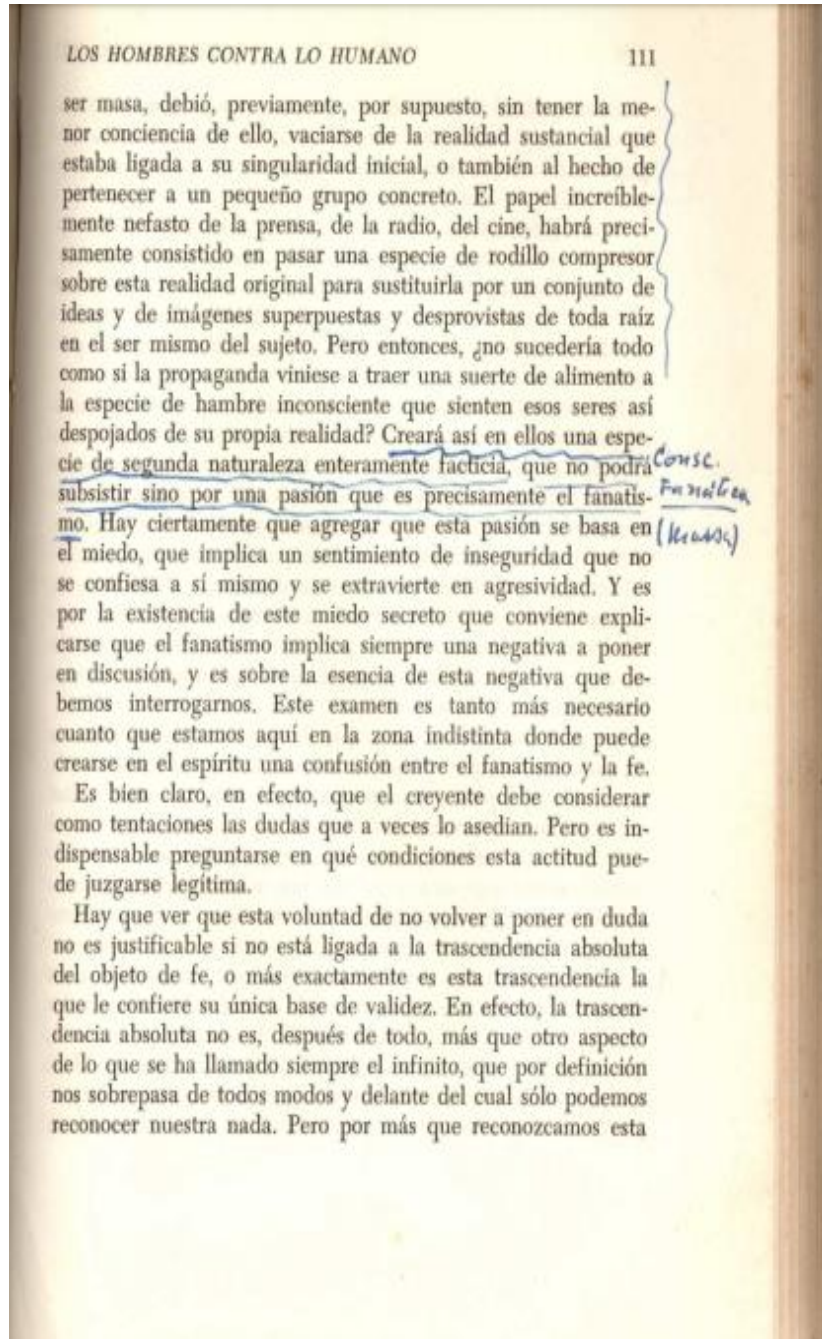 LOS HOMBRES CONTRA LO HUMANO 111
ser masa, debió, previamente, por supuesto, sin tener la me-
nor conciencia de ello, vaciarse de la realidad sustancial que
estaba ligada a su singularidad inicial, o también al hecho de
pertenecer a un pequeño grupo concreto. El papel increíble-
mente nefasto de la prensa, de la radio, del cine, habrá preci-
samente consistido en pasar una especie de rodillo compresor
sobre esta realidad original para sustituirla por un conjunto de
ideas y de imágenes superpuestas y desprovistas de toda raíz
en el ser mismo del sujeto. Pero entonces, ¿no sucedería todo
como si la propaganda viniese a traer una suerte de alimento a
la especie de hambre inconsciente que sienten esos seres así
despojados de su propia realidad? Creará así en ellos una espe-
cie de segunda naturaleza enteramente facticia, que no podrá
subsistir sino por una pasión que es precisamente el fanatis-
mo. Hay ciertamente que agregar que esta pasión se basa en
el miedo, que implica un sentimiento de inseguridad que no
se confiesa a sí mismo y se extravierte en agresividad. Y es
por la existencia de este miedo secreto que conviene expli-
carse que el fanatismo implica siempre una negativa a poner
en discusión, y es sobre la esencia de esta negativa que de-
bemos interrogarnos. Este examen es tanto más necesario
cuanto que estamos aquí en la zona indistinta donde puede
crearse en el espíritu una confusión entre el fanatismo y la fe.
Es bien claro, en efecto, que el creyente debe considerar
como tentaciones las dudas que a veces lo asedian. Pero es in-
dispensable preguntarse en qué condiciones esta actitud pue-
de juzgarse legítima.
Hay que ver que esta voluntad de no volver a poner en duda
no es justificable si no está ligada a la trascendencia absoluta
del objeto de fe, o más exactamente es esta trascendencia la
que le confiere su única base de validez. En efecto, la trascen-
dencia absoluta no es, después de todo, más que otro aspecto
de lo que se ha llamado siempre el infinito, que por definición
nos sobrepasa de todos modos y delante del cual sólo podemos
reconocer nuestra nada. Pero por más que reconozcamos esta
Consc.
Fanática
(Massa)